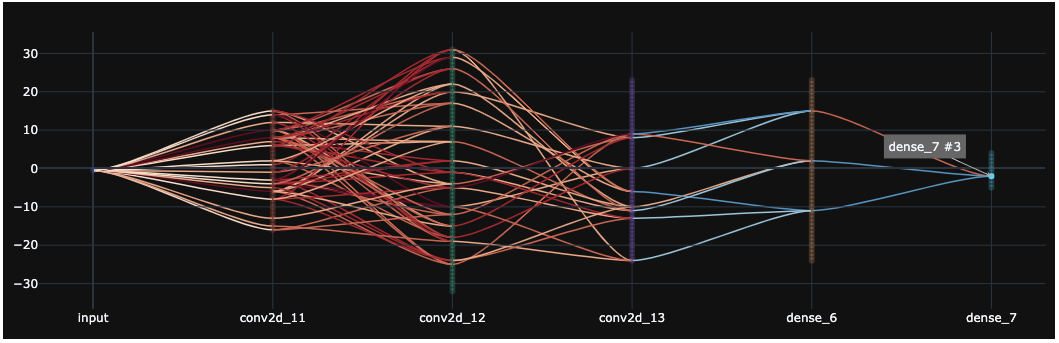 30
20
10
0
−10
−20
−30
dense_7 #3
input
conv2d_11
conv2d_12
conv2d_13
dense_6
dense_7